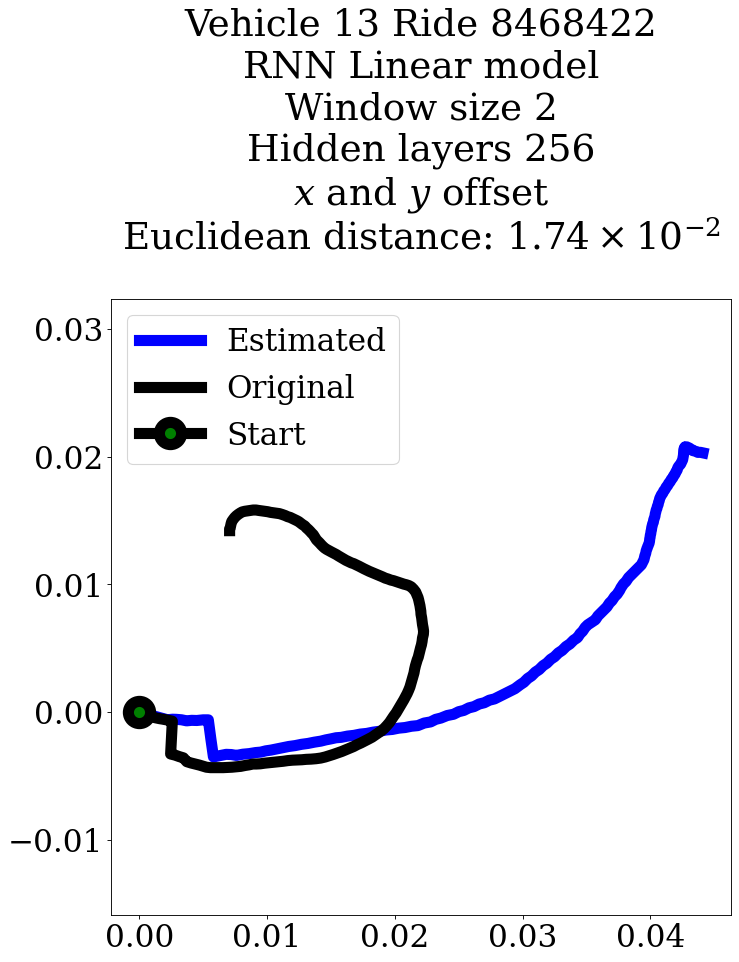 Vehicle 13 Ride 8468422
RNN Linear model
Window size 2
Hidden layers 256
x and y offset
Euclidean distance: 1.74 × 10⁻²
0.03
0.02
0.01
0.00
−0.01
Estimated
Original
Start
0.00 0.01 0.02 0.03 0.04